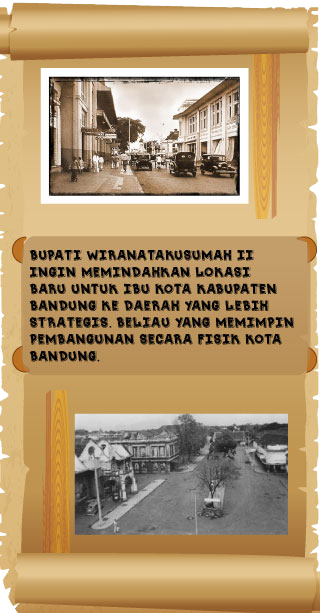 BUPATI WIRANATAKUSUMAH II
INGIN MEMINDAHKAN LOKASI
BARU UNTUK IBU KOTA KABUPATEN
BANDUNG KE DAERAH YANG LEBIH
STRATEGIS. BELIAU YANG MEMIMPIN
PEMBANGUNAN SECARA FISIK KOTA
BANDUNG.